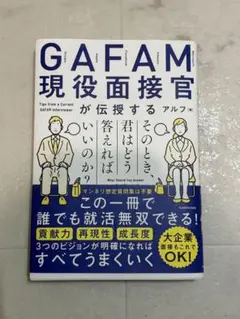 GAFAM
現役面接官
Tips from a Current
GAFAM Interviewer
が伝授する
アルフ
そのとき、
君はどう
答えれば
いいのか?
マンネリ想定質問集は不要
この一冊で
誰でも就活無双できる!
貢献力 再現性 成長度
3つのビジョンが明確になれば
すべてうまくいく
大企業
面接もこれで
OK!